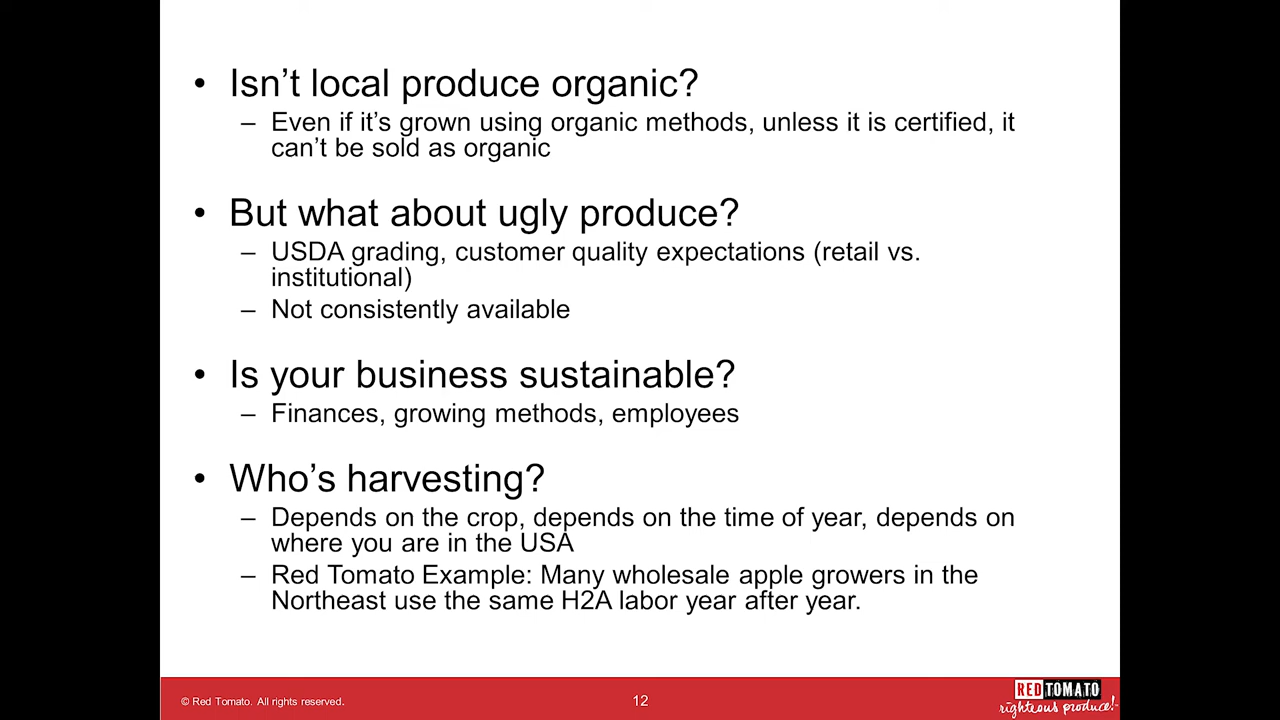 • Isn’t local produce organic?
– Even if it’s grown using organic methods, unless it is certified, it
can’t be sold as organic
• But what about ugly produce?
– USDA grading, customer quality expectations (retail vs.
institutional)
– Not consistently available
• Is your business sustainable?
– Finances, growing methods, employees
• Who’s harvesting?
– Depends on the crop, depends on the time of year, depends on
where you are in the USA
– Red Tomato Example: Many wholesale apple growers in the
Northeast use the same H2A labor year after year.
© Red Tomato. All rights reserved.
12
RED TOMATO
righteous produce!